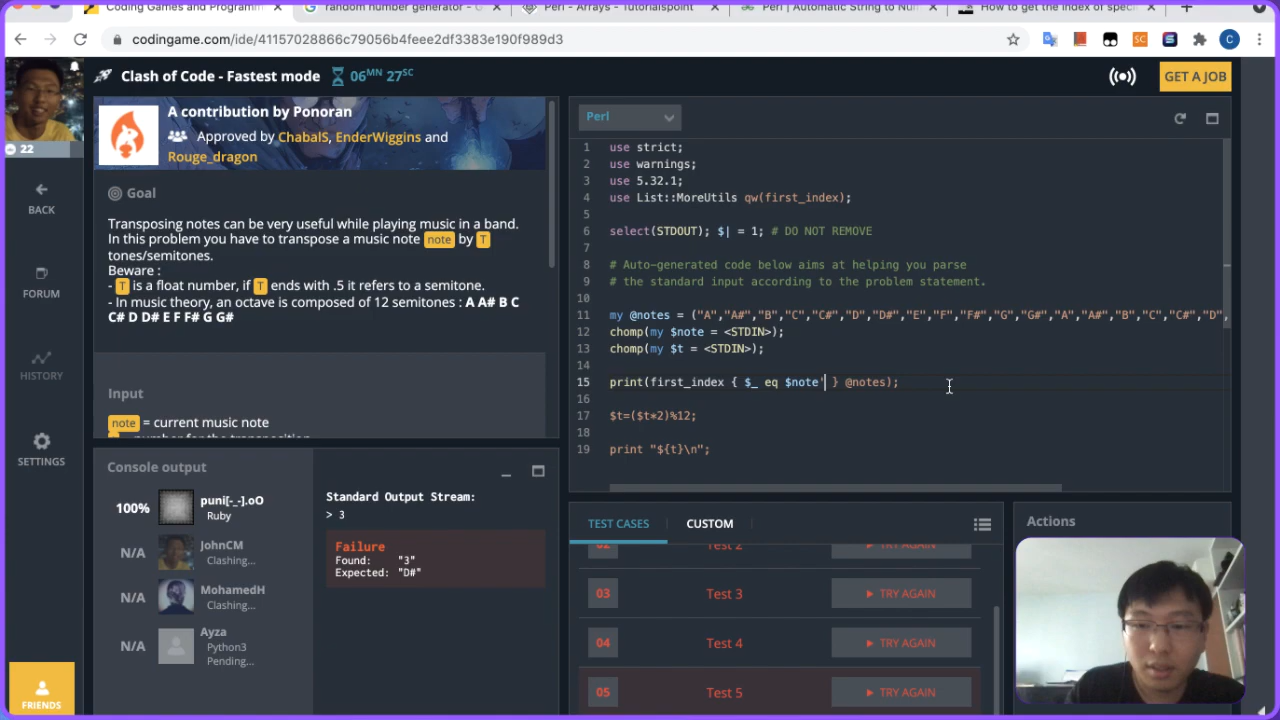 Coding Games and Programm
random number generator - G
Perl - Arrays - Tutorialspoint
Perl | Automatic String to Nu
How to get the index of speci
codingame.com/ide/41157028866c79056b4feee2df3383e190f989d3
C
22
BACK
FORUM
HISTORY
SETTINGS
FRIENDS
Clash of Code - Fastest mode
06MN 27SC
GET A JOB
A contribution by Ponoran
Approved by ChabalS, EnderWiggins and
Rouge_dragon
Goal
Transposing notes can be very useful while playing music in a band.
In this problem you have to transpose a music note note by T
tones/semitones.
Beware :
- T is a float number, if T ends with .5 it refers to a semitone.
- In music theory, an octave is composed of 12 semitones : A A# B C
C# D D# E F F# G G#
Input
note = current music note
Console output
100% puni[-_-].oO
Ruby
N/A JohnCM
Clashing...
N/A MohamedH
Clashing...
N/A Ayza
Python3
Pending...
Standard Output Stream:
> 3
Failure
Found: "3"
Expected: "D#"
Perl
1 use strict;
2 use warnings;
3 use 5.32.1;
4 use List::MoreUtils qw(first_index);
5
6 select(STDOUT); $| = 1; # DO NOT REMOVE
7
8 # Auto-generated code below aims at helping you parse
9 # the standard input according to the problem statement.
10
11 my @notes = ("A","A#","B","C","C#","D","D#","E","F","F#","G","G#","A","A#","B","C","C#","D",
12 chomp(my $note = <STDIN>);
13 chomp(my $t = <STDIN>);
14
15 print(first_index { $_ eq $note' } @notes);
16
17 $t=($t*2)%12;
18
19 print "${t}\n";
TEST CASES
CUSTOM
02 Test 2 TRY AGAIN
03 Test 3 TRY AGAIN
04 Test 4 TRY AGAIN
05 Test 5 TRY AGAIN
Actions